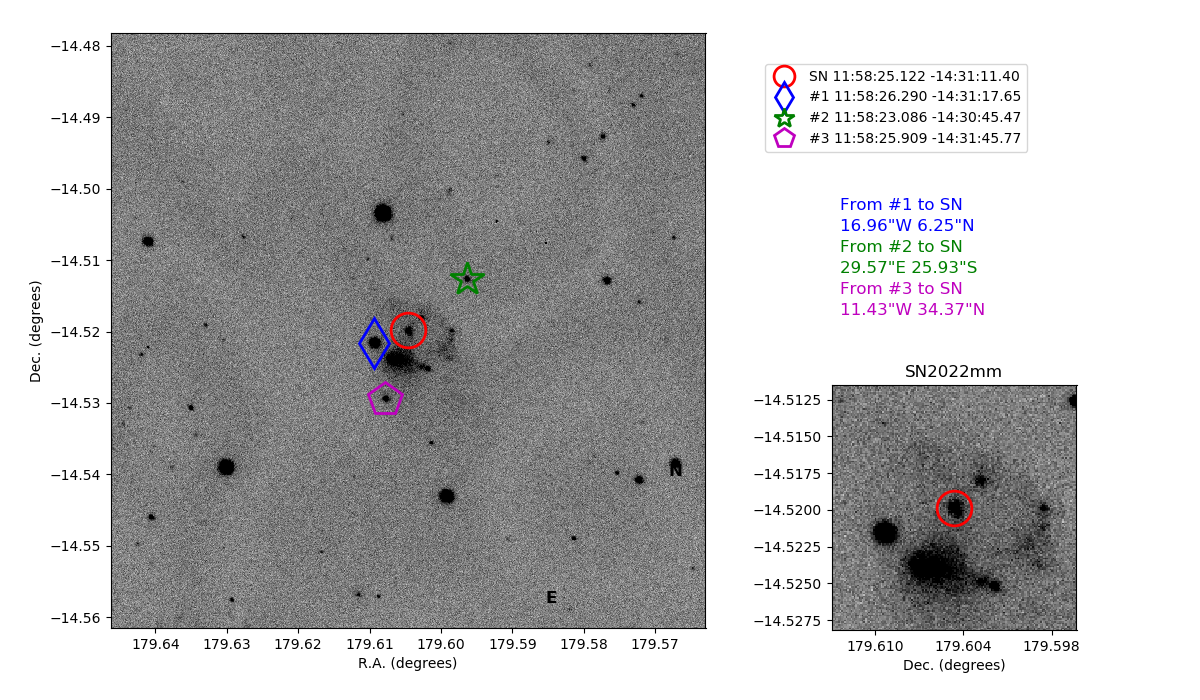 −14.48
−14.49
−14.50
−14.51
−14.52
−14.53
−14.54
−14.55
−14.56
Dec. (degrees)
179.64 179.63 179.62 179.61 179.60 179.59 179.58 179.57
R.A. (degrees)
N
E
SN 11:58:25.122 -14:31:11.40
#1 11:58:26.290 -14:31:17.65
#2 11:58:23.086 -14:30:45.47
#3 11:58:25.909 -14:31:45.77
From #1 to SN
16.96"W 6.25"N
From #2 to SN
29.57"E 25.93"S
From #3 to SN
11.43"W 34.37"N
SN2022mm
−14.5125
−14.5150
−14.5175
−14.5200
−14.5225
−14.5250
−14.5275
179.610 179.604 179.598
Dec. (degrees)